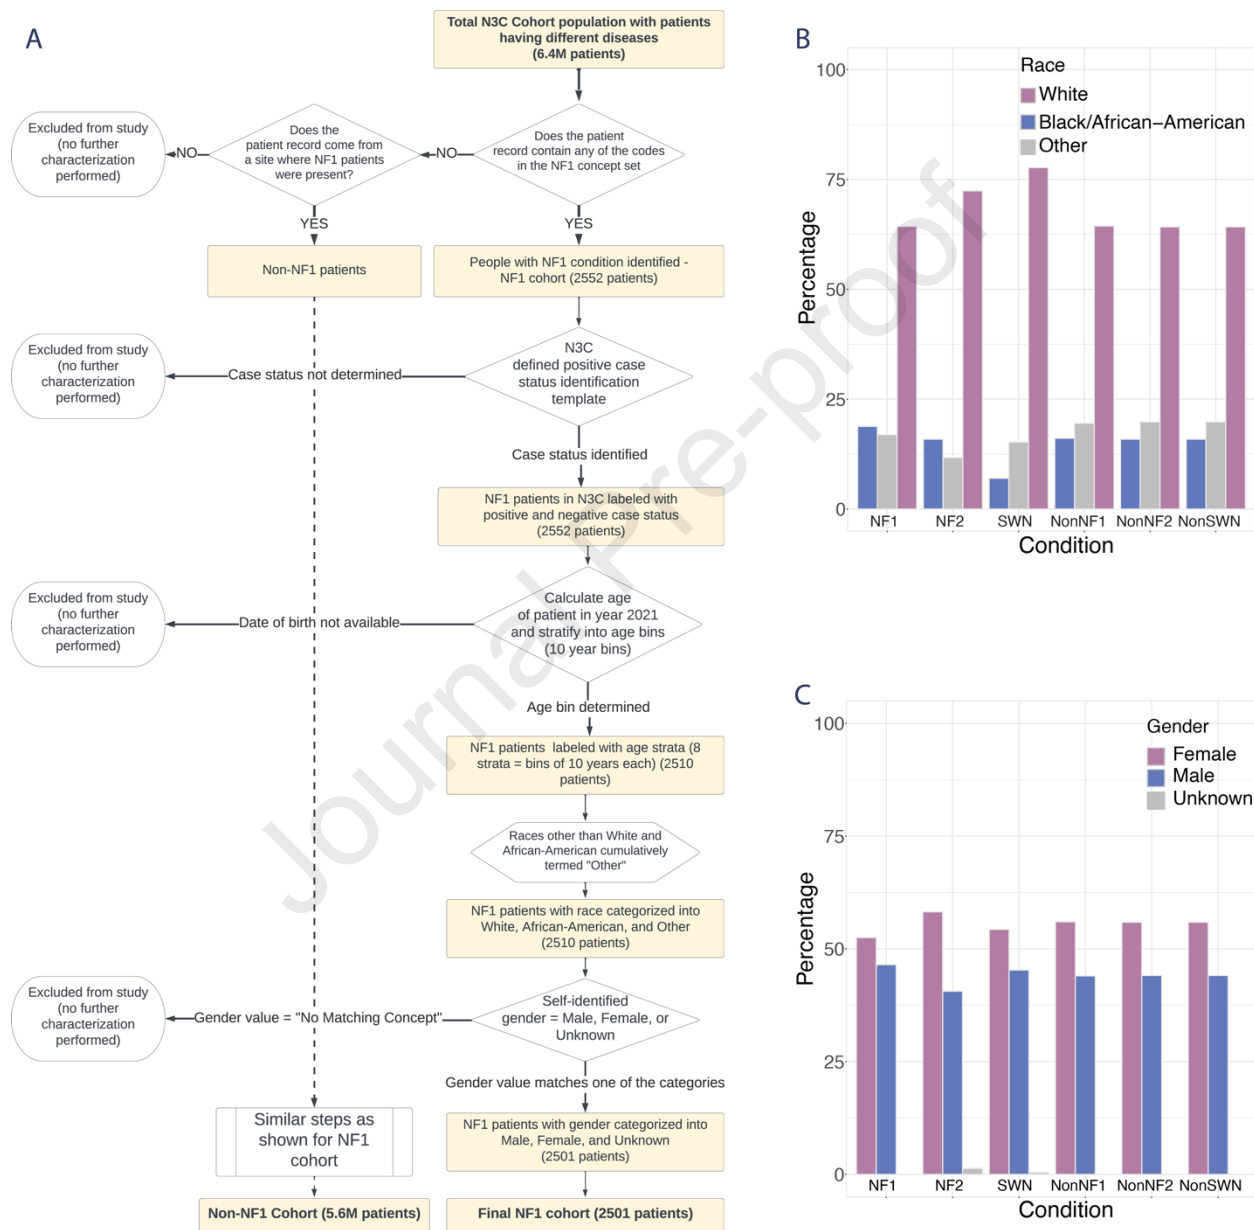 A
Total N3C Cohort population with patients
having different diseases
(6.4M patients)
Excluded from study
(no further
characterization
performed)
NO
Does the
patient record come from
a site where NF1 patients
were present?
NO
Does the patient
record contain any of the codes
in the NF1 concept set
YES
YES
Non-NF1 patients
People with NF1 condition identified -
NF1 cohort (2552 patients)
Excluded from study
(no further
characterization
performed)
Case status not determined
N3C
defined positive case
status identification
template
Case status identified
NF1 patients in N3C labeled with
positive and negative case status
(2552 patients)
Excluded from study
(no further
characterization
performed)
Date of birth not available
Calculate age
of patient in year 2021
and stratify into age bins
(10 year bins)
Age bin determined
NF1 patients labeled with age strata (8
strata = bins of 10 years each) (2510
patients)
Races other than White and
African-American cumulatively
termed "Other"
NF1 patients with race categorized into
White, African-American, and Other
(2510 patients)
Excluded from study
(no further
characterization
performed)
Gender value = "No Matching Concept"
Self-identified
gender = Male, Female, or
Unknown
Gender value matches one of the categories
Similar steps as
shown for NF1
cohort
NF1 patients with gender categorized into
Male, Female, and Unknown
(2501 patients)
Non-NF1 Cohort (5.6M patients)
Final NF1 cohort (2501 patients)
B
Race
White
Black/African-American
Other
Percentage
100
75
50
25
0
NF1 NF2 SWN NonNF1 NonNF2 NonSWN
Condition
C
Gender
Female
Male
Unknown
Percentage
100
75
50
25
0
NF1 NF2 SWN NonNF1 NonNF2 NonSWN
Condition
Journal Pre-proof